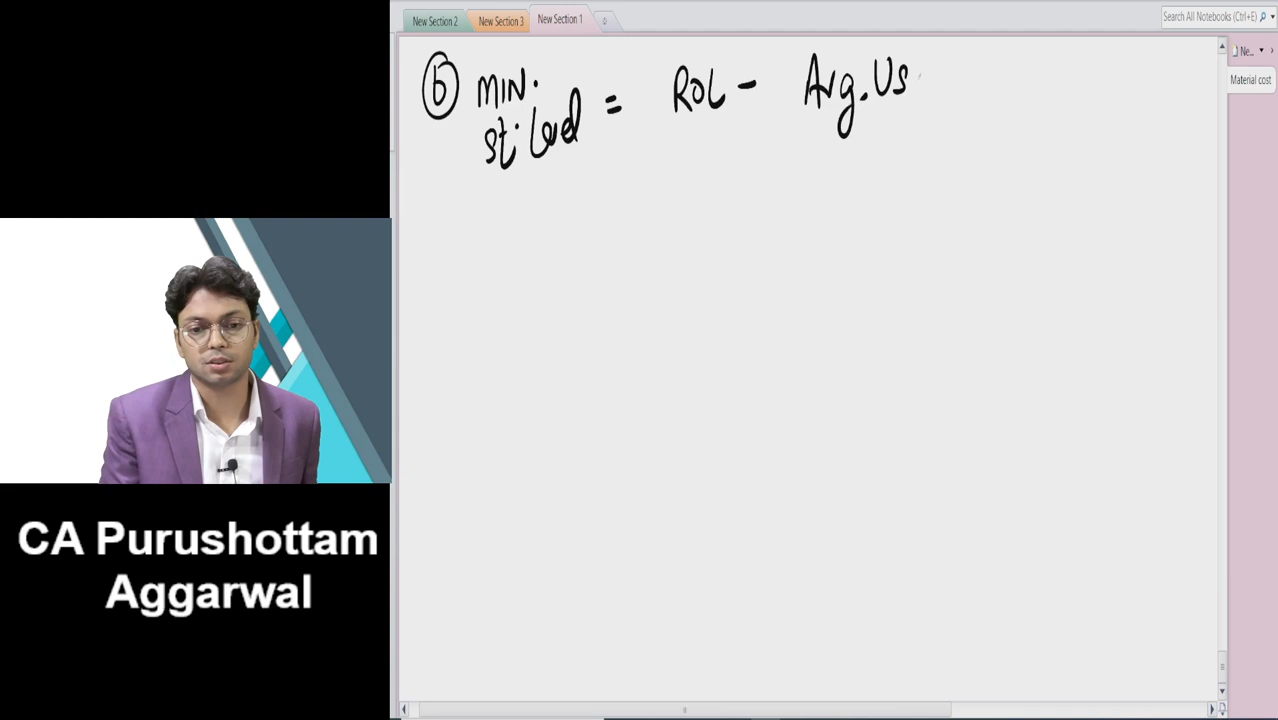 New Section 2 New Section 3 New Section 1
Search All Notebooks (Ctrl+E)
Ne...
Material cost
b MIN. = ROL - Avg. Us
St. Level
CA Purushottam
Aggarwal